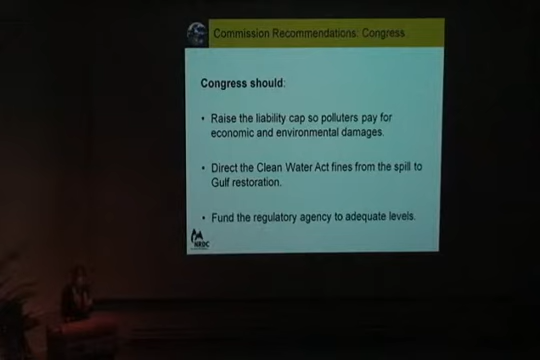 Commission Recommendations: Congress
Congress should:
• Raise the liability cap so polluters pay for
economic and environmental damages.
• Direct the Clean Water Act fines from the spill to
Gulf restoration.
• Fund the regulatory agency to adequate levels.
NRDC